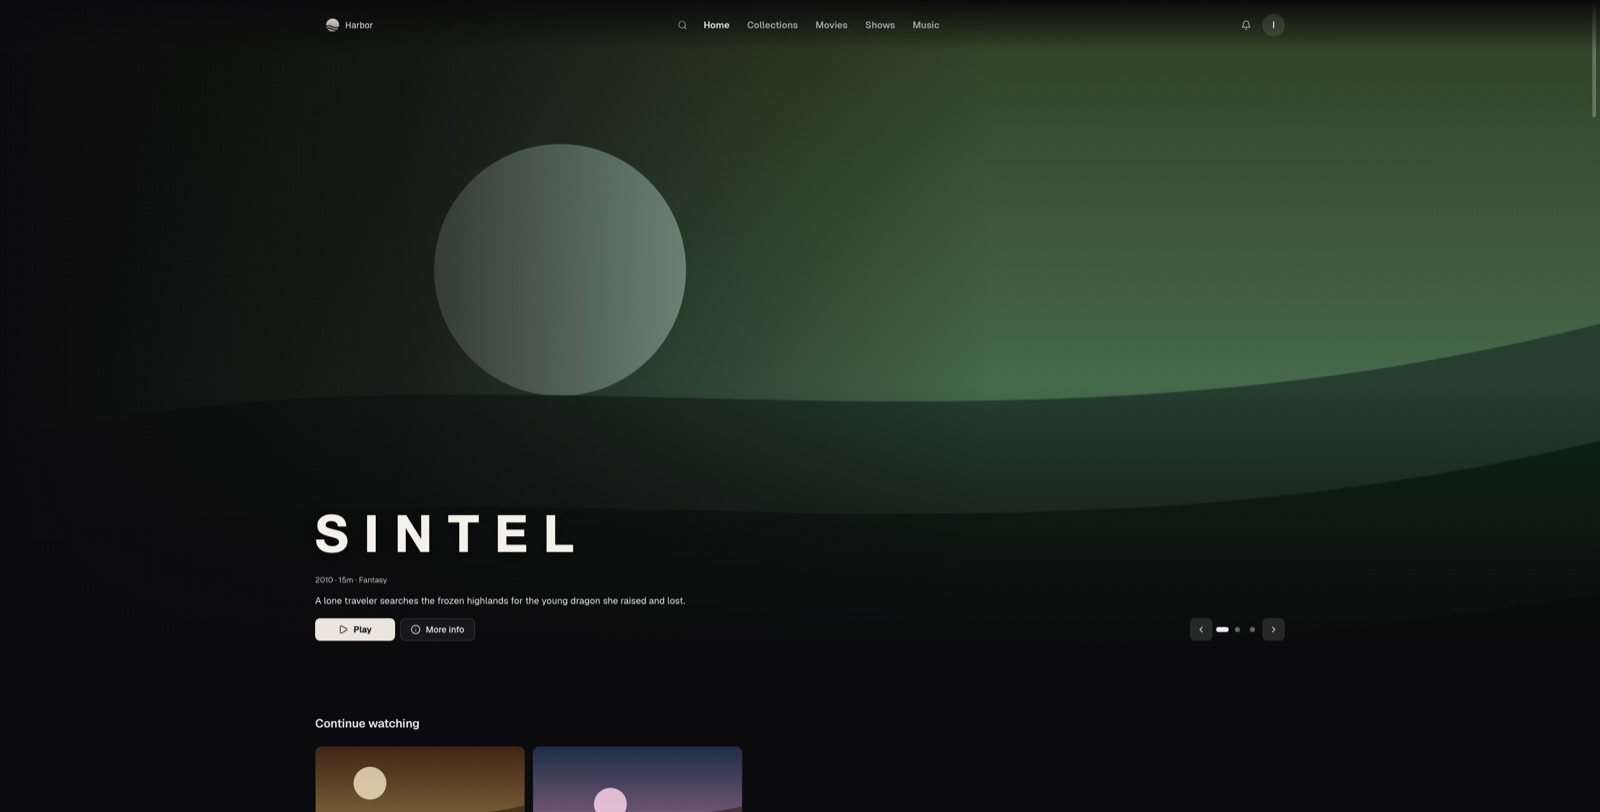 Harbor
Home Collections Movies Shows Music
I
SINTEL
2010 · 15m · Fantasy
A lone traveler searches the frozen highlands for the young dragon she raised and lost.
Play More info
Continue watching